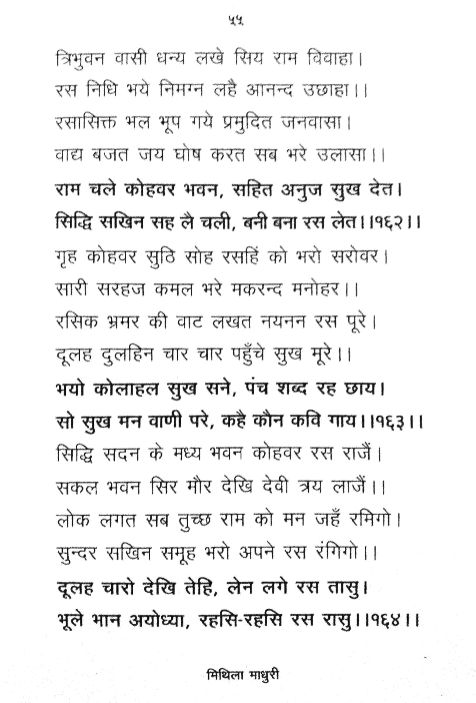 ५५
त्रिभुवन वासी धन्य लखे सिय राम विवाहा।
रस निधि भये निमग्न लहै आनन्द उछाहा।।
रसासिक्त भल भूप गये प्रमुदित जनवासा।
वाद्य बजत जय घोष करत सब भरे उलासा।।
राम चले कोहवर भवन, सहित अनुज सुख देत।
सिद्धि सखिन सह लै चली, बनी बना रस लेत।।१६२।।
गृह कोहवर सुठि सोह रसहिं को भरो सरोवर।
सारी सरहज कमल भरे मकरन्द मनोहर।।
रसिक भ्रमर की वाट लखत नयनन रस पूरे।
दूलह दुलहिन चार चार पहुँचे सुख मूरे।।
भयो कोलाहल सुख सने, पंच शब्द रह छाय।
सो सुख मन वाणी परे, कहै कौन कवि गाय।।१६३।।
सिद्धि सदन के मध्य भवन कोहवर रस राजैं।
सकल भवन सिर मौर देखि देवी त्रय लाजैं।।
लोक लगत सब तुच्छ राम को मन जहँ रमिगो।
सुन्दर सखिन समूह भरो अपने रस रंगिगो।।
दूलह चारो देखि तेहि, लेन लगे रस तासु।
भूले भान अयोध्या, रहसि-रहसि रस रासु।।१६४।।
मिथिला माधुरी